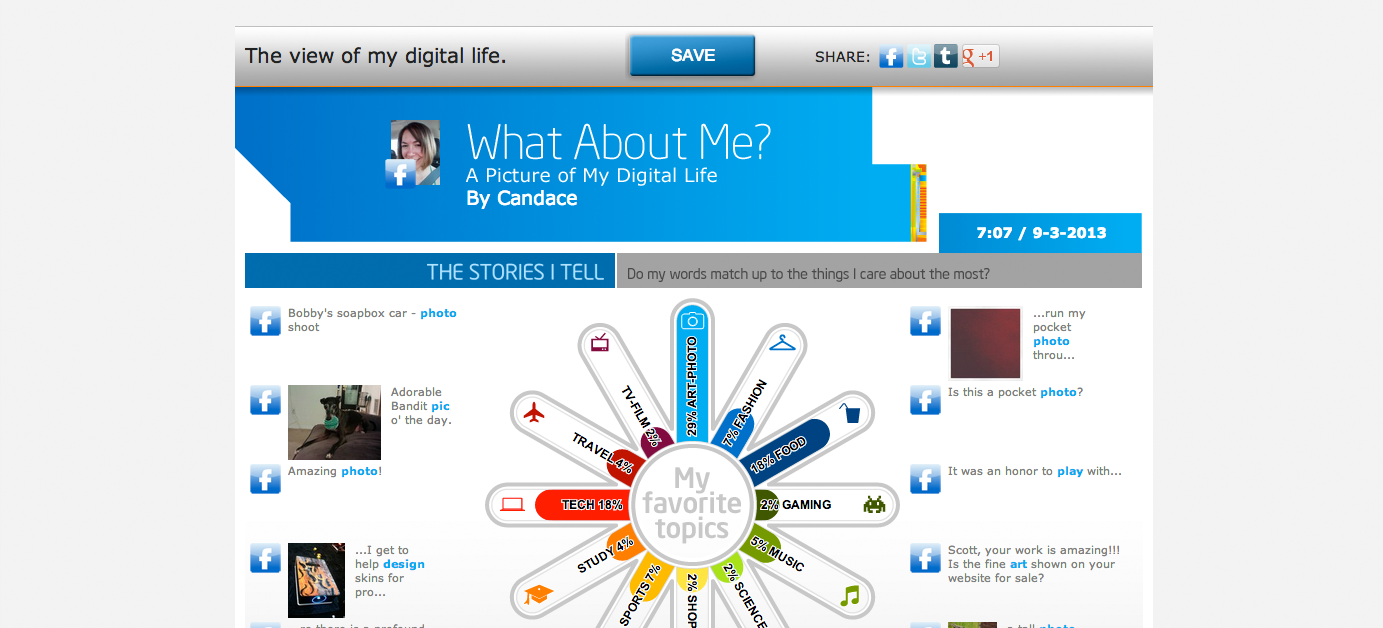 The view of my digital life.
SAVE
SHARE:
+1
What About Me?
A Picture of My Digital Life
By Candace
7:07 / 9-3-2013
THE STORIES I TELL
Do my words match up to the things I care about the most?
Bobby's soapbox car - photo
shoot
Adorable
Bandit pic
o' the day.
Amazing photo!
...I get to
help design
skins for
pro...
29% ART-PHOTO
7% FASHION
18% FOOD
2% GAMING
5% MUSIC
2% SCIENCE
2% SHOP
SPORTS 7%
STUDY 4%
TECH 18%
TRAVEL 4%
TV-FILM 2%
My
favorite
topics
...run my
pocket
photo
throu...
Is this a pocket photo?
It was an honor to play with...
Scott, your work is amazing!!!
Is the fine art shown on your
website for sale?